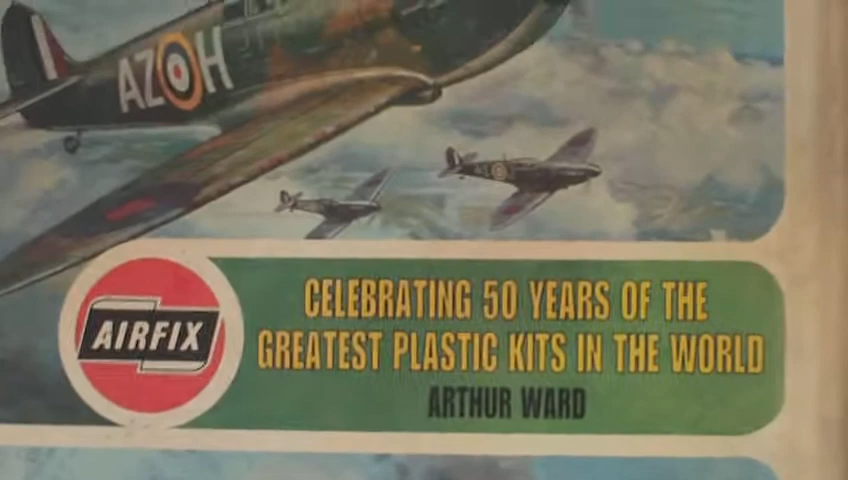 AZ H
AIRFIX
CELEBRATING 50 YEARS OF THE
GREATEST PLASTIC KITS IN THE WORLD
ARTHUR WARD